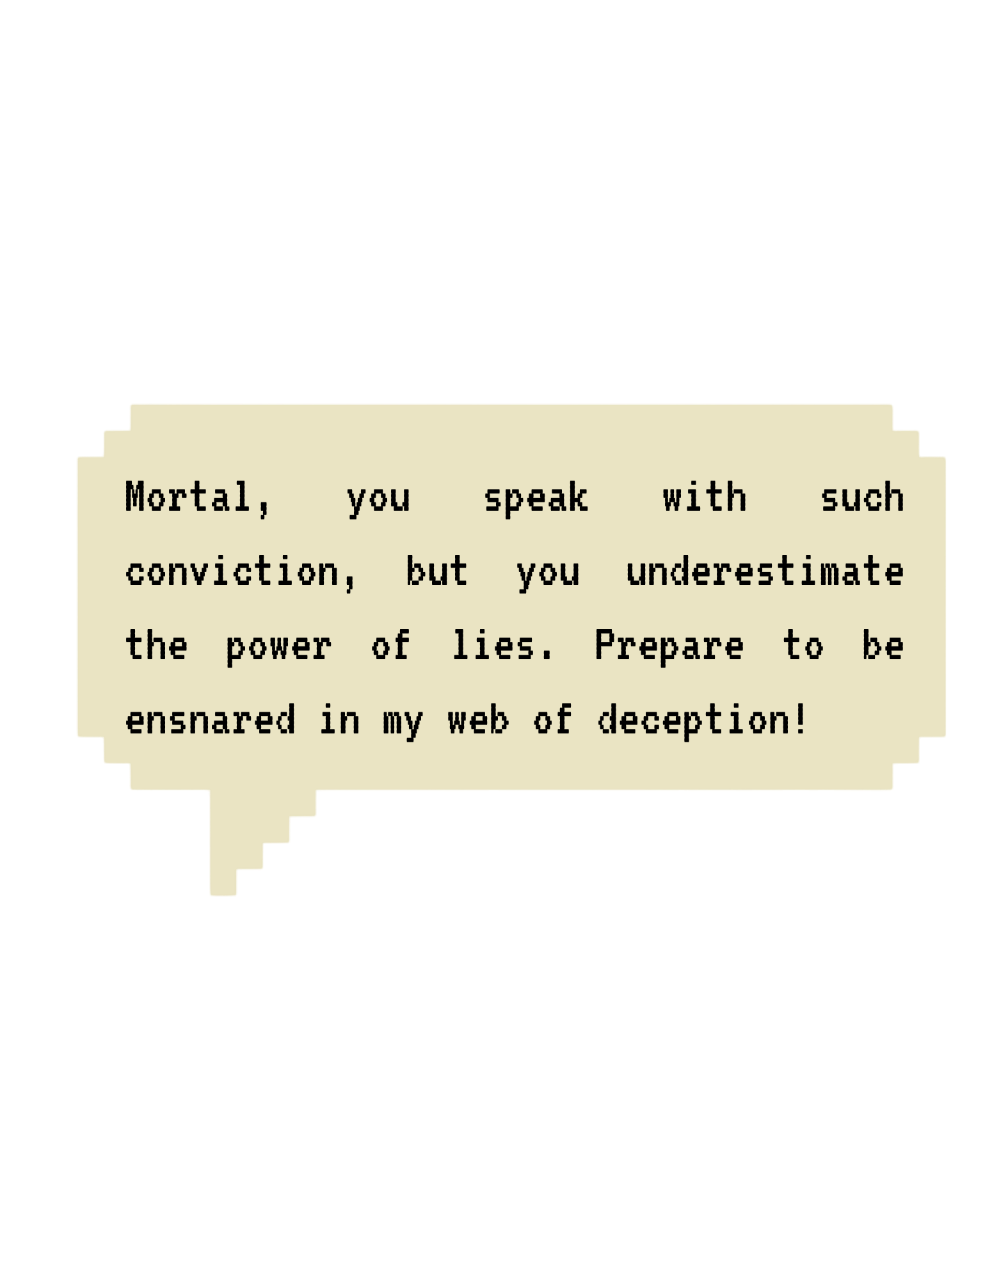 Mortal, you speak with such
conviction, but you underestimate
the power of lies. Prepare to be
ensnared in my web of deception!